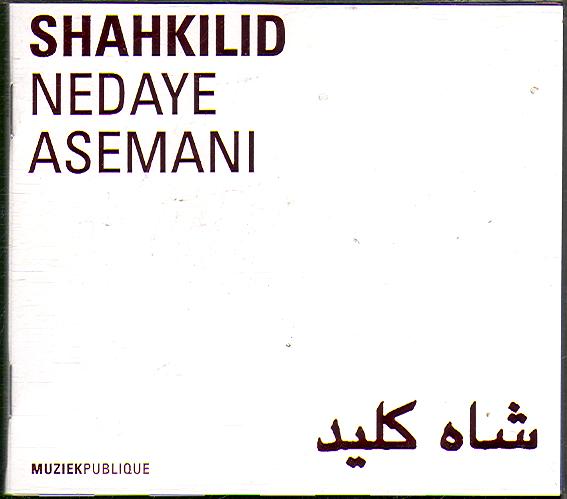 SHAHKILID
NEDAYE
ASEMANI
شاه کلید
MUZIEKPUBLIQUE